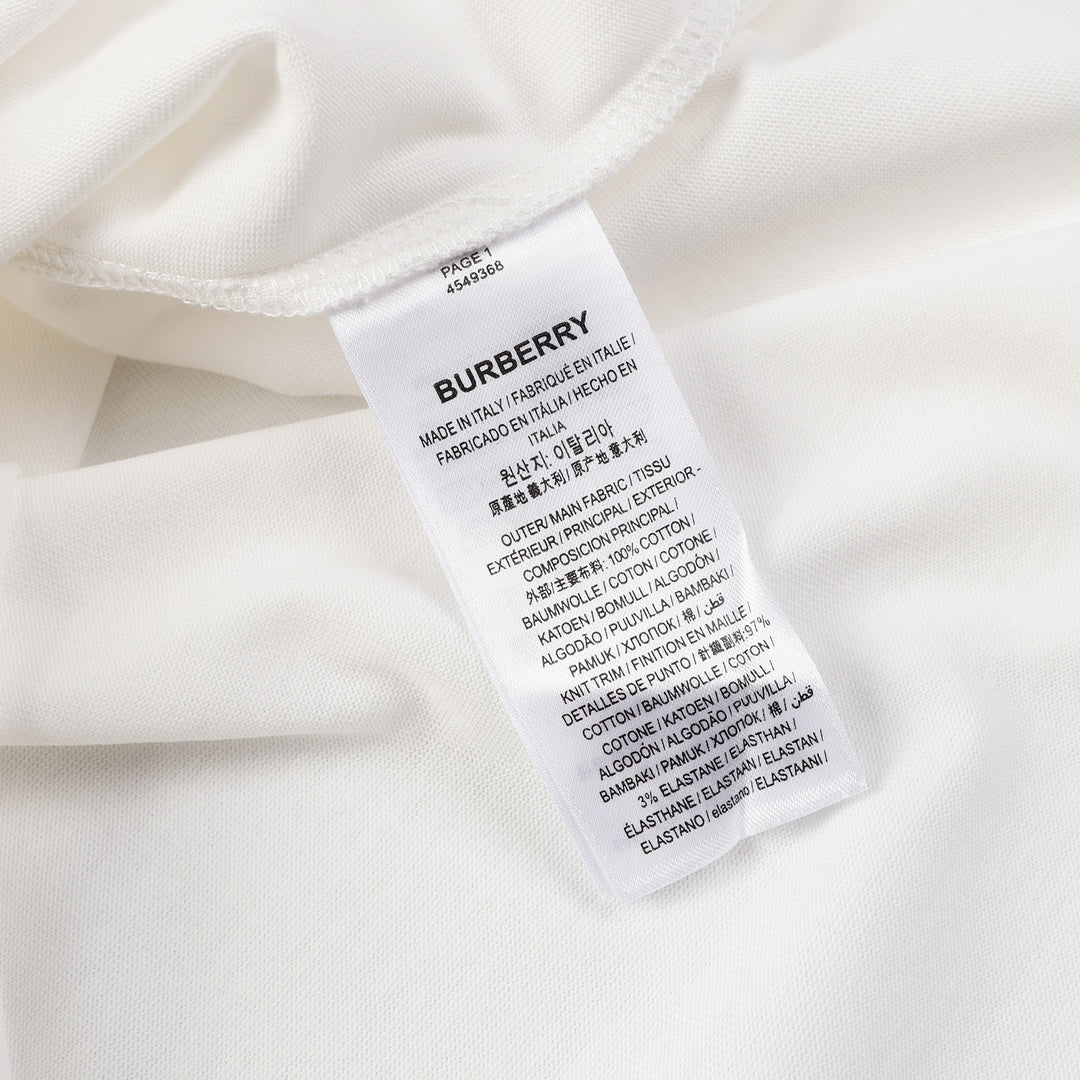 PAGE 1
4549368
BURBERRY
MADE IN ITALY / FABRIQUÉ EN ITALIE /
FABRICADO EN ITÁLIA / HECHO EN
ITALIA
원산지: 이탈리아
原產地 義大利 / 原产地 意大利
OUTER/ MAIN FABRIC / TISSU
EXTÉRIEUR / PRINCIPAL / EXTERIOR -
COMPOSICION PRINCIPAL /
外部/主要布料: 100% COTTON /
BAUMWOLLE / COTON / COTONE /
KATOEN / BOMULL / ALGODÓN /
ALGODÃO / PUUVILLA / BAMBAKI /
PAMUK / ХЛОПОК / 棉 / قطن
KNIT TRIM / FINITION EN MAILLE /
DETALLES DE PUNTO / 針織副料:97%
COTTON / BAUMWOLLE / COTON /
COTONE / KATOEN / BOMULL /
ALGODÓN / ALGODÃO / PUUVILLA /
BAMBAKI / PAMUK / ХЛОПОК / 棉 / قطن
3% ELASTANE / ELASTHAN /
ÉLASTHANE / ELASTAAN / ELASTAN /
ELASTANO / elastano / ELASTAANI /